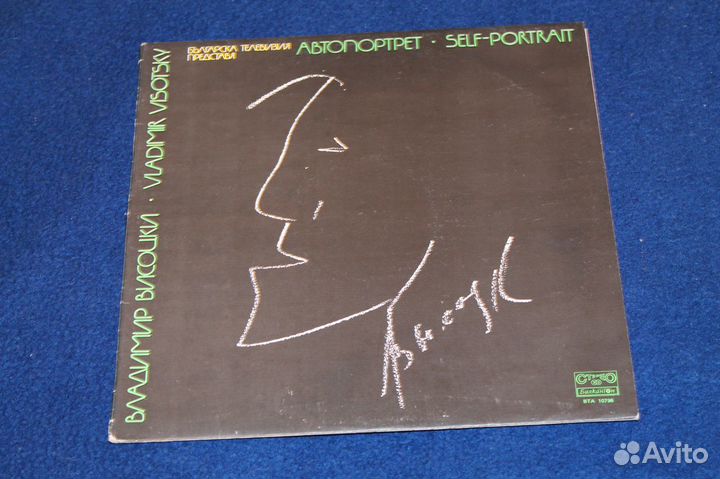 БЪЛГАРСКА ТЕЛЕВИЗИЯ
ПРЕДСТАВЯ
АВТОПОРТРЕТ · SELF-PORTRAIT
ВЛАДИМИР ВИСОЦКИ · VLADIMIR VISOTSKY
СТЕРЕО
Балкантон
ВТА 10796
Avito